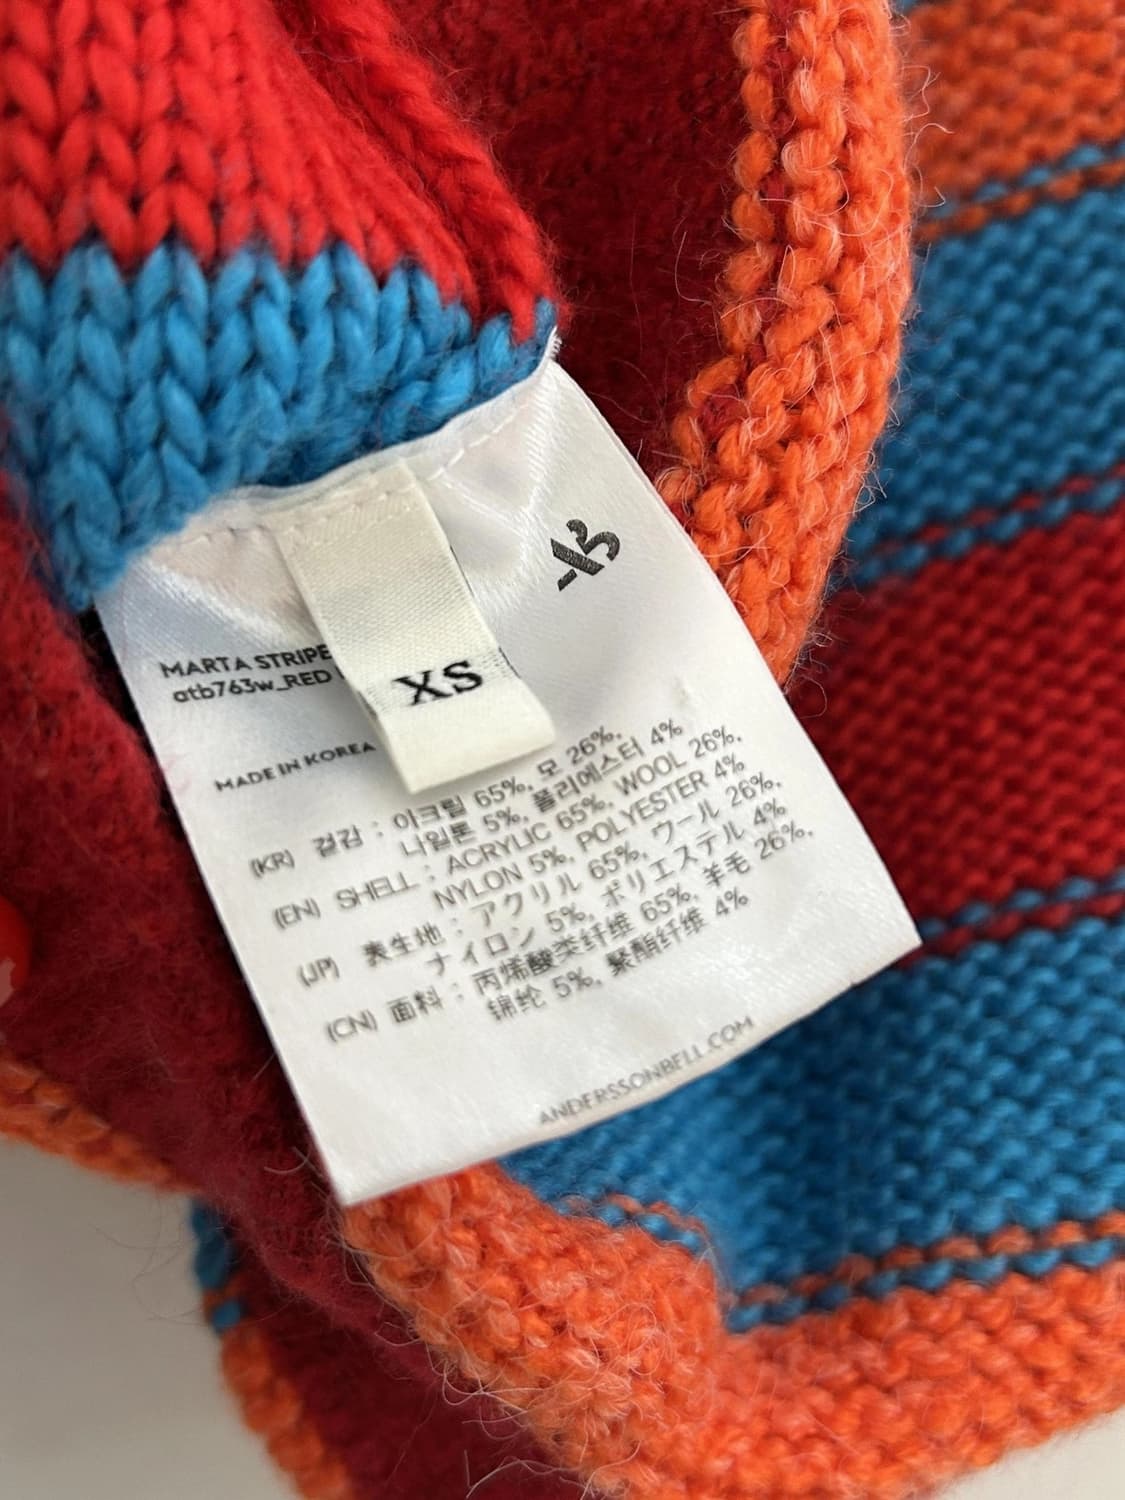 MARTA STRIPE
atb763w_RED
XS
MADE IN KOREA
(KR) 겉감 : 아크릴 65%, 모 26%,
나일론 5%, 폴리에스터 4%
(EN) SHELL : ACRYLIC 65%, WOOL 26%,
NYLON 5%, POLYESTER 4%
(JP) 表生地 : アクリル 65%, ウール 26%,
ナイロン 5%, ポリエステル 4%
(CN) 面料 : 丙烯酸类纤维 65%, 羊毛 26%,
锦纶 5%, 聚酯纤维 4%
ANDERSSONBELL.COM